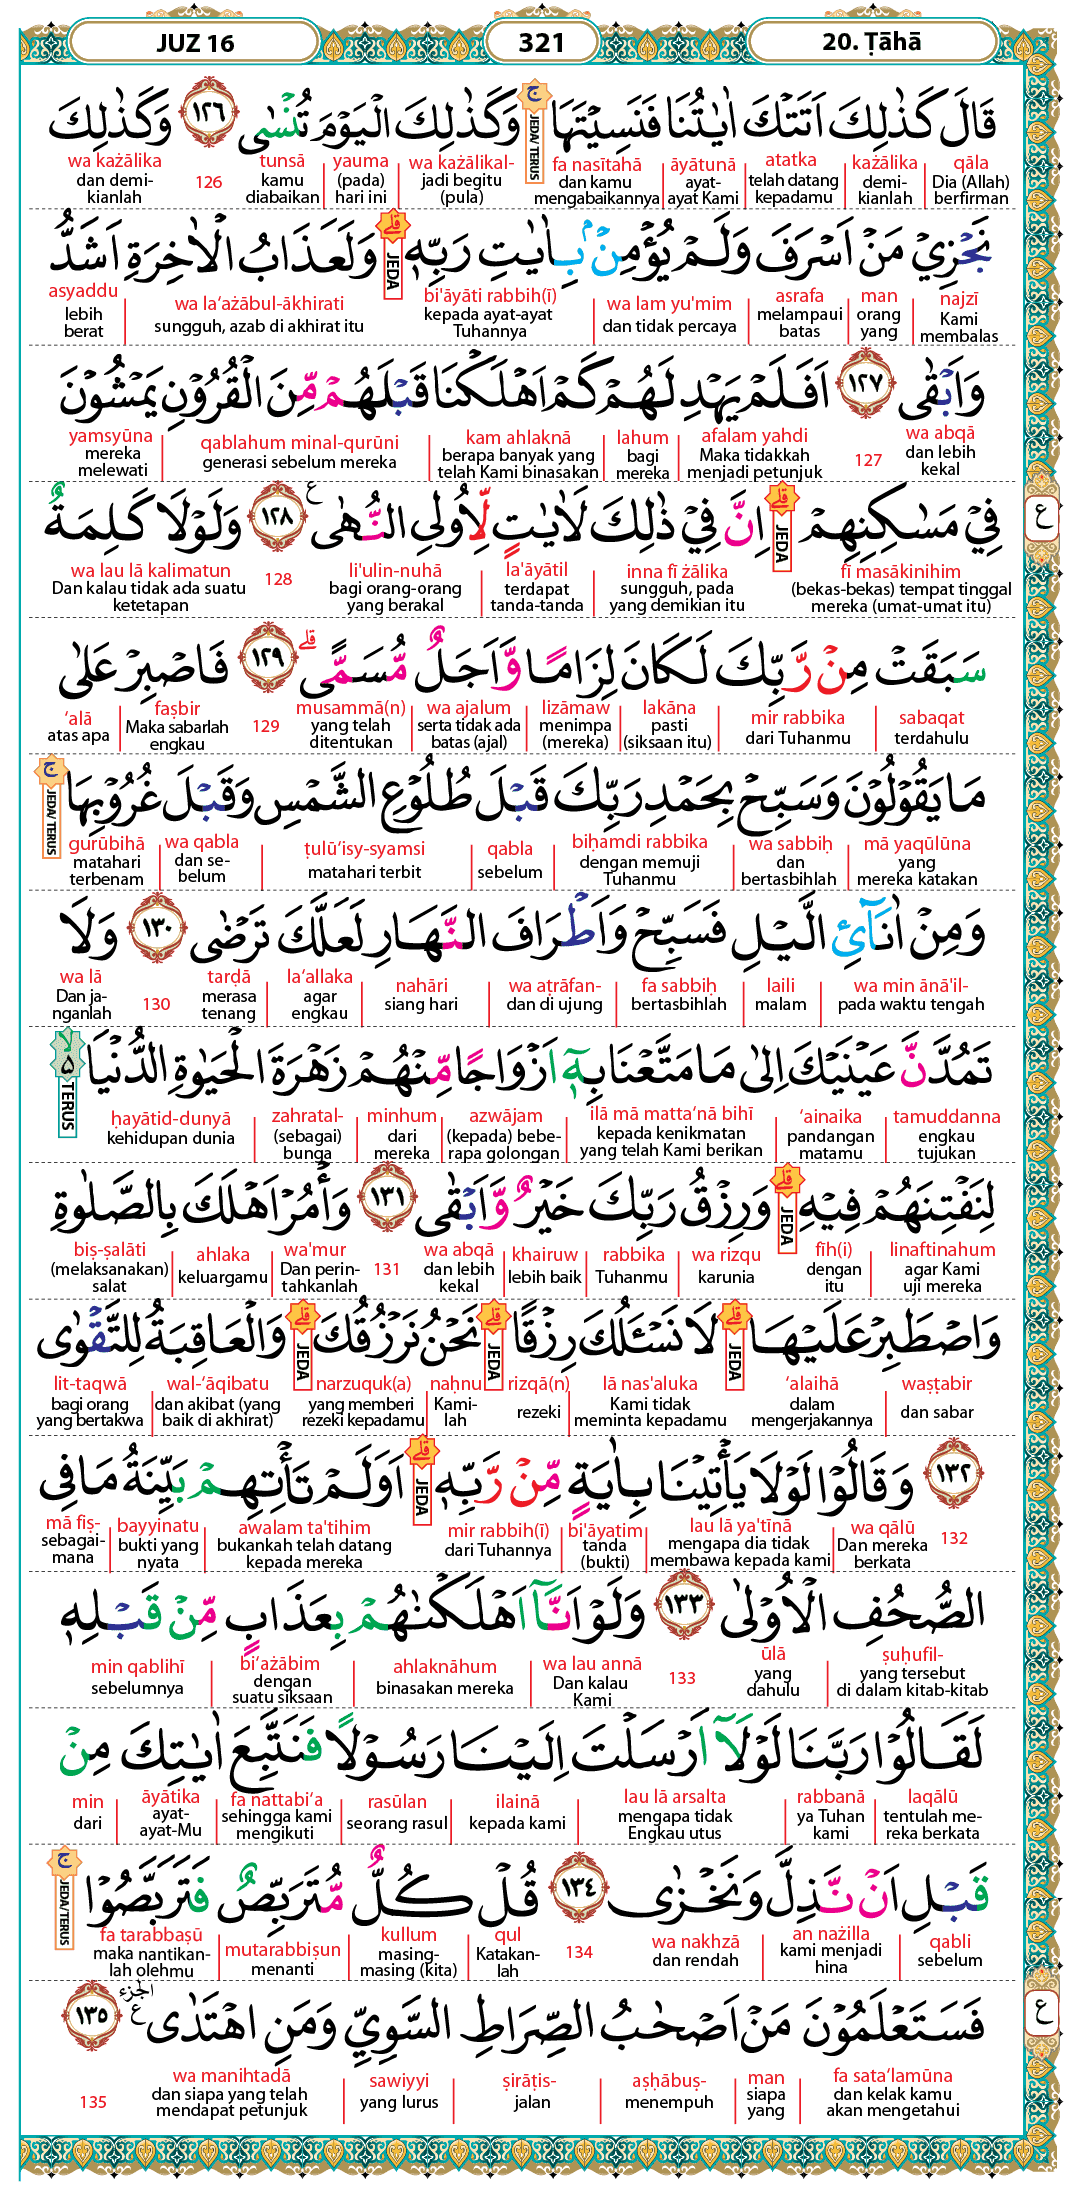 JUZ 16
321
20. Ṭāhā
قَالَ كَذٰلِكَ اَتَتْكَ اٰيٰتُنَا فَنَسِيْتَهَا ۚ وَكَذٰلِكَ الْيَوْمَ تُنْسٰى ١٢٦ وَكَذٰلِكَ
JEDA/ TERUS
qāla każālika atatka āyātunā fa nasītahā wa każālikal- yauma tunsā 126 wa każālika
Dia (Allah) demi- telah datang ayat- dan kamu jadi begitu (pada) kamu dan demi-
berfirman kianlah kepadamu ayat Kami mengabaikannya (pula) hari ini diabaikan kianlah
نَجْزِيْ مَنْ اَسْرَفَ وَلَمْ يُؤْمِنْۢ بِاٰيٰتِ رَبِّهٖ ۗ وَلَعَذَابُ الْاٰخِرَةِ اَشَدُّ
JEDA
najzī man asrafa wa lam yu'mim bi'āyāti rabbih(ī) wa la‘ażābul-ākhirati asyaddu
Kami orang melampaui dan tidak percaya kepada ayat-ayat sungguh, azab di akhirat itu lebih
membalas yang batas Tuhannya berat
وَاَبْقٰى ١٢٧ اَفَلَمْ يَهْدِ لَهُمْ كَمْ اَهْلَكْنَا قَبْلَهُمْ مِّنَ الْقُرُوْنِ يَمْشُوْنَ
wa abqā 127 afalam yahdi lahum kam ahlaknā qablahum minal-qurūni yamsyūna
dan lebih Maka tidakkah bagi berapa banyak yang generasi sebelum mereka mereka
kekal menjadi petunjuk mereka telah Kami binasakan melewati
فِيْ مَسٰكِنِهِمْ ۗ اِنَّ فِيْ ذٰلِكَ لَاٰيٰتٍ لِّاُولِى النُّهٰى ١٢٨ ࣖ وَلَوْلَا كَلِمَةٌ
JEDA
ع
fī masākinihim inna fī żālika la'āyātil li'ulin-nuhā 128 wa lau lā kalimatun
(bekas-bekas) tempat tinggal sungguh, pada terdapat bagi orang-orang Dan kalau tidak ada suatu
mereka (umat-umat itu) yang demikian itu tanda-tanda yang berakal ketetapan
سَبَقَتْ مِنْ رَّبِّكَ لَكَانَ لِزَامًا وَّاَجَلٌ مُّسَمًّى ۗ ١٢٩ فَاصْبِرْ عَلٰى
sabaqat mir rabbika lakāna lizāmaw wa ajalum musammā(n) 129 faṣbir ‘alā
terdahulu dari Tuhanmu pasti menimpa serta tidak ada yang telah Maka sabarlah atas apa
(siksaan itu) (mereka) batas (ajal) ditentukan engkau
مَا يَقُوْلُوْنَ وَسَبِّحْ بِحَمْدِ رَبِّكَ قَبْلَ طُلُوْعِ الشَّمْسِ وَقَبْلَ غُرُوْبِهَا ۚ
JEDA/ TERUS
mā yaqūlūna wa sabbiḥ biḥamdi rabbika qabla ṭulū‘isy-syamsi wa qabla gurūbihā
yang dan dengan memuji sebelum matahari terbit dan se- matahari
mereka katakan bertasbihlah Tuhanmu belum terbenam
وَمِنْ اٰنَاۤئِ الَّيْلِ فَسَبِّحْ وَاَطْرَافَ النَّهَارِ لَعَلَّكَ تَرْضٰى ١٣٠ وَلَا
wa min ānā'il- laili fa sabbiḥ wa aṭrāfan- nahāri la‘allaka tarḍā 130 wa lā
pada waktu tengah malam bertasbihlah dan di ujung siang hari agar merasa Dan ja-
engkau tenang nganlah
تَمُدَّنَّ عَيْنَيْكَ اِلٰى مَا مَتَّعْنَا بِهٖٓ اَزْوَاجًا مِّنْهُمْ زَهْرَةَ الْحَيٰوةِ الدُّنْيَا ەۙ
TERUS
tamuddanna ‘ainaika ilā mā matta‘nā bihī azwājam minhum zahratal- ḥayātid-dunyā
engkau pandangan kepada kenikmatan (kepada) bebe- dari (sebagai) kehidupan dunia
tujukan matamu yang telah Kami berikan rapa golongan mereka bunga
لِنَفْتِنَهُمْ فِيْهِ ۗ وَرِزْقُ رَبِّكَ خَيْرٌ وَّاَبْقٰى ١٣١ وَأْمُرْ اَهْلَكَ بِالصَّلٰوةِ
JEDA
linaftinahum fīh(i) wa rizqu rabbika khairuw wa abqā 131 wa'mur ahlaka biṣ-ṣalāti
agar Kami dengan karunia Tuhanmu lebih baik dan lebih Dan perin- keluargamu (melaksanakan)
uji mereka itu kekal tahkanlah salat
وَاصْطَبِرْ عَلَيْهَا ۗ لَا نَسْـَٔلُكَ رِزْقًا ۗ نَحْنُ نَرْزُقُكَ ۗ وَالْعَاقِبَةُ لِلتَّقْوٰى
JEDA JEDA JEDA
waṣṭabir ‘alaihā lā nas'aluka rizqā(n) naḥnu narzuquk(a) wal-‘āqibatu lit-taqwā
dan sabar dalam Kami tidak rezeki Kami- yang memberi dan akibat (yang bagi orang
mengerjakannya meminta kepadamu lah rezeki kepadamu baik di akhirat) yang bertakwa
١٣٢ وَقَالُوْا لَوْلَا يَأْتِيْنَا بِاٰيَةٍ مِّنْ رَّبِّهٖ ۗ اَوَلَمْ تَأْتِهِمْ بَيِّنَةُ مَا فِى
JEDA
132 wa qālū lau lā ya'tīnā bi'āyatim mir rabbih(ī) awalam ta'tihim bayyinatu mā fiṣ-
Dan mereka mengapa dia tidak tanda dari Tuhannya bukankah telah datang bukti yang sebagai-
berkata membawa kepada kami (bukti) kepada mereka nyata mana
الصُّحُفِ الْاُوْلٰى ١٣٣ وَلَوْ اَنَّآ اَهْلَكْنٰهُمْ بِعَذَابٍ مِّنْ قَبْلِهٖ
ṣuḥufil- ūlā 133 wa lau annā ahlaknāhum bi‘ażābim min qablihī
yang tersebut yang Dan kalau binasakan mereka dengan sebelumnya
di dalam kitab-kitab dahulu Kami suatu siksaan
لَقَالُوْا رَبَّنَا لَوْلَآ اَرْسَلْتَ اِلَيْنَا رَسُوْلًا فَنَتَّبِعَ اٰيٰتِكَ مِنْ
laqālū rabbanā lau lā arsalta ilainā rasūlan fa nattabi‘a āyātika min
tentulah me- ya Tuhan mengapa tidak kepada kami seorang rasul sehingga kami ayat- dari
reka berkata kami Engkau utus mengikuti ayat-Mu
قَبْلِ اَنْ نَّذِلَّ وَنَخْزٰى ١٣٤ قُلْ كُلٌّ مُّتَرَبِّصٌ فَتَرَبَّصُوْا ۚ
JEDA/ TERUS
qabli an nażilla wa nakhzā 134 qul kullum mutarabbiṣun fa tarabbaṣū
sebelum kami menjadi dan rendah Katakan- masing- menanti maka nantikan-
hina lah masing (kita) lah olehmu
فَسَتَعْلَمُوْنَ مَنْ اَصْحٰبُ الصِّرَاطِ السَّوِيِّ وَمَنِ اهْتَدٰى ࣖ الجزء ١٣٥
ع
fa sata‘lamūna man aṣḥābuṣ- ṣirāṭis- sawiyyi wa manihtadā 135
dan kelak kamu siapa menempuh jalan yang lurus dan siapa yang telah
akan mengetahui yang mendapat petunjuk